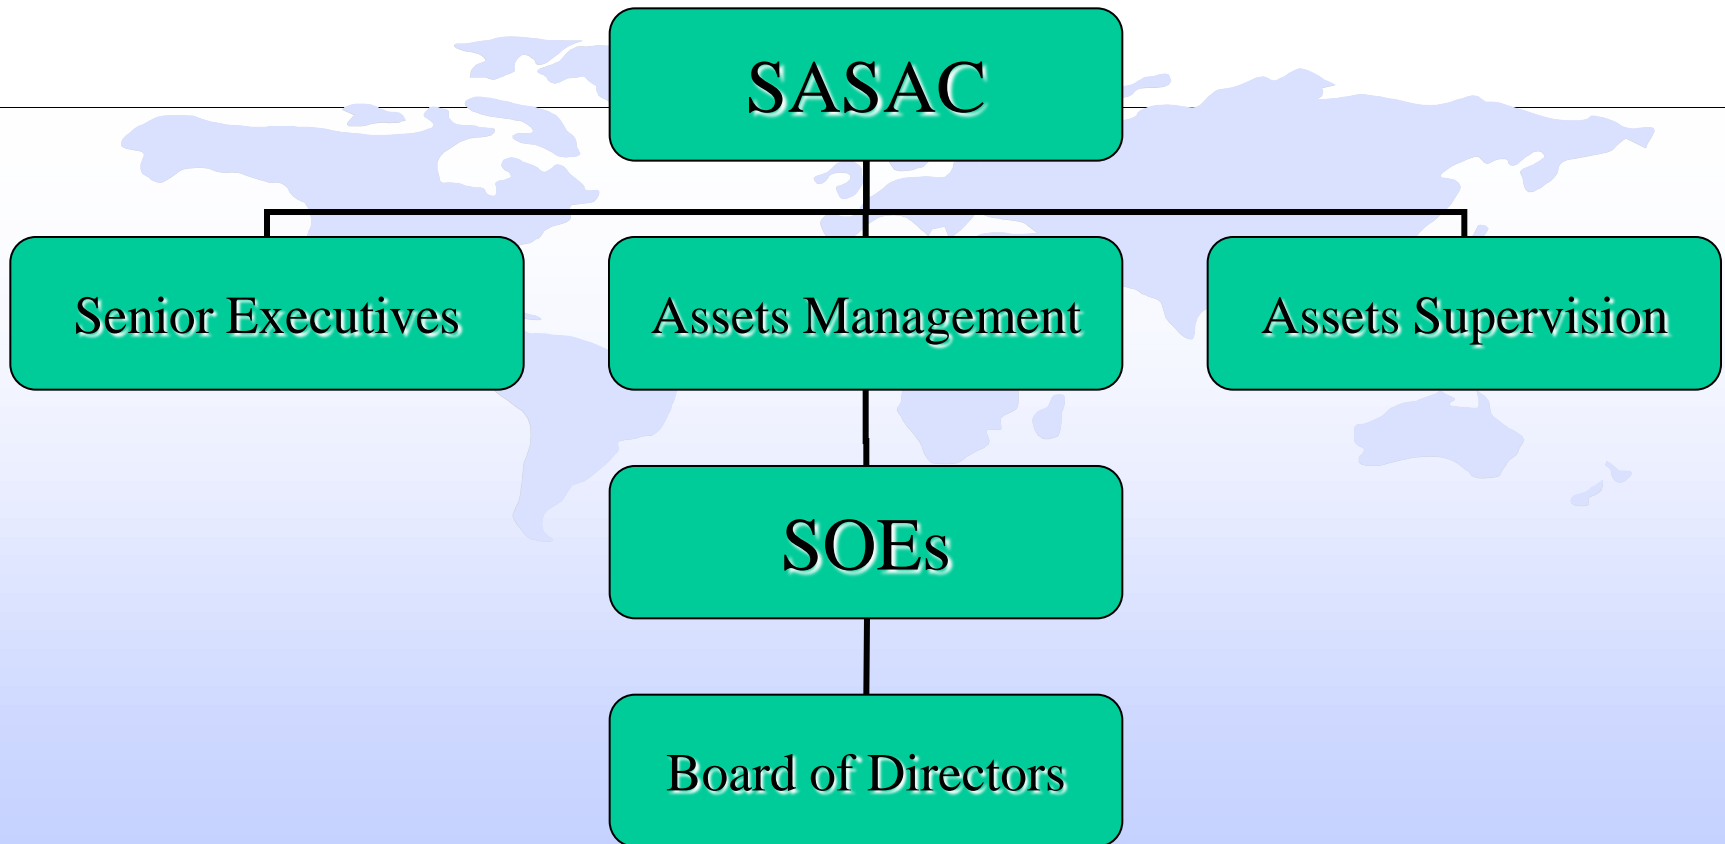 SASAC
Senior Executives
Assets Management
Assets Supervision
SOEs
Board of Directors